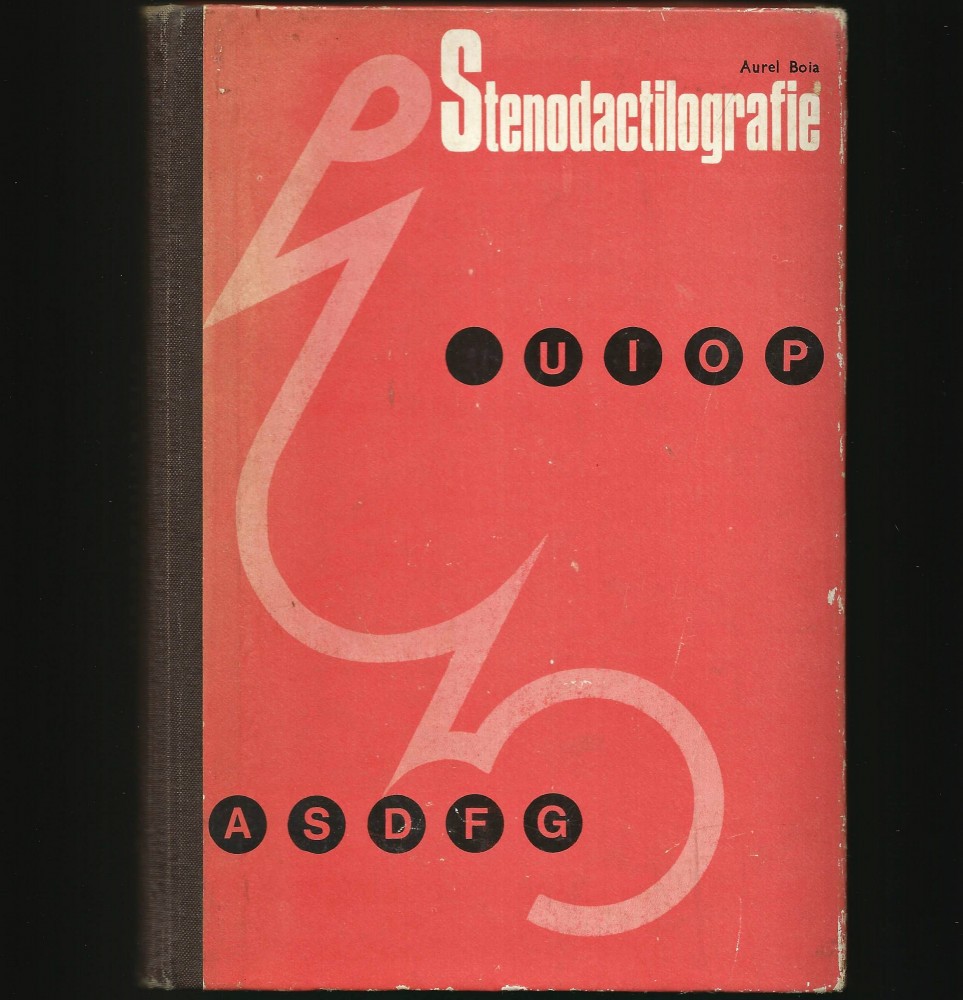 Aurel Boia
Stenodactilografie
U I O P
A S D F G